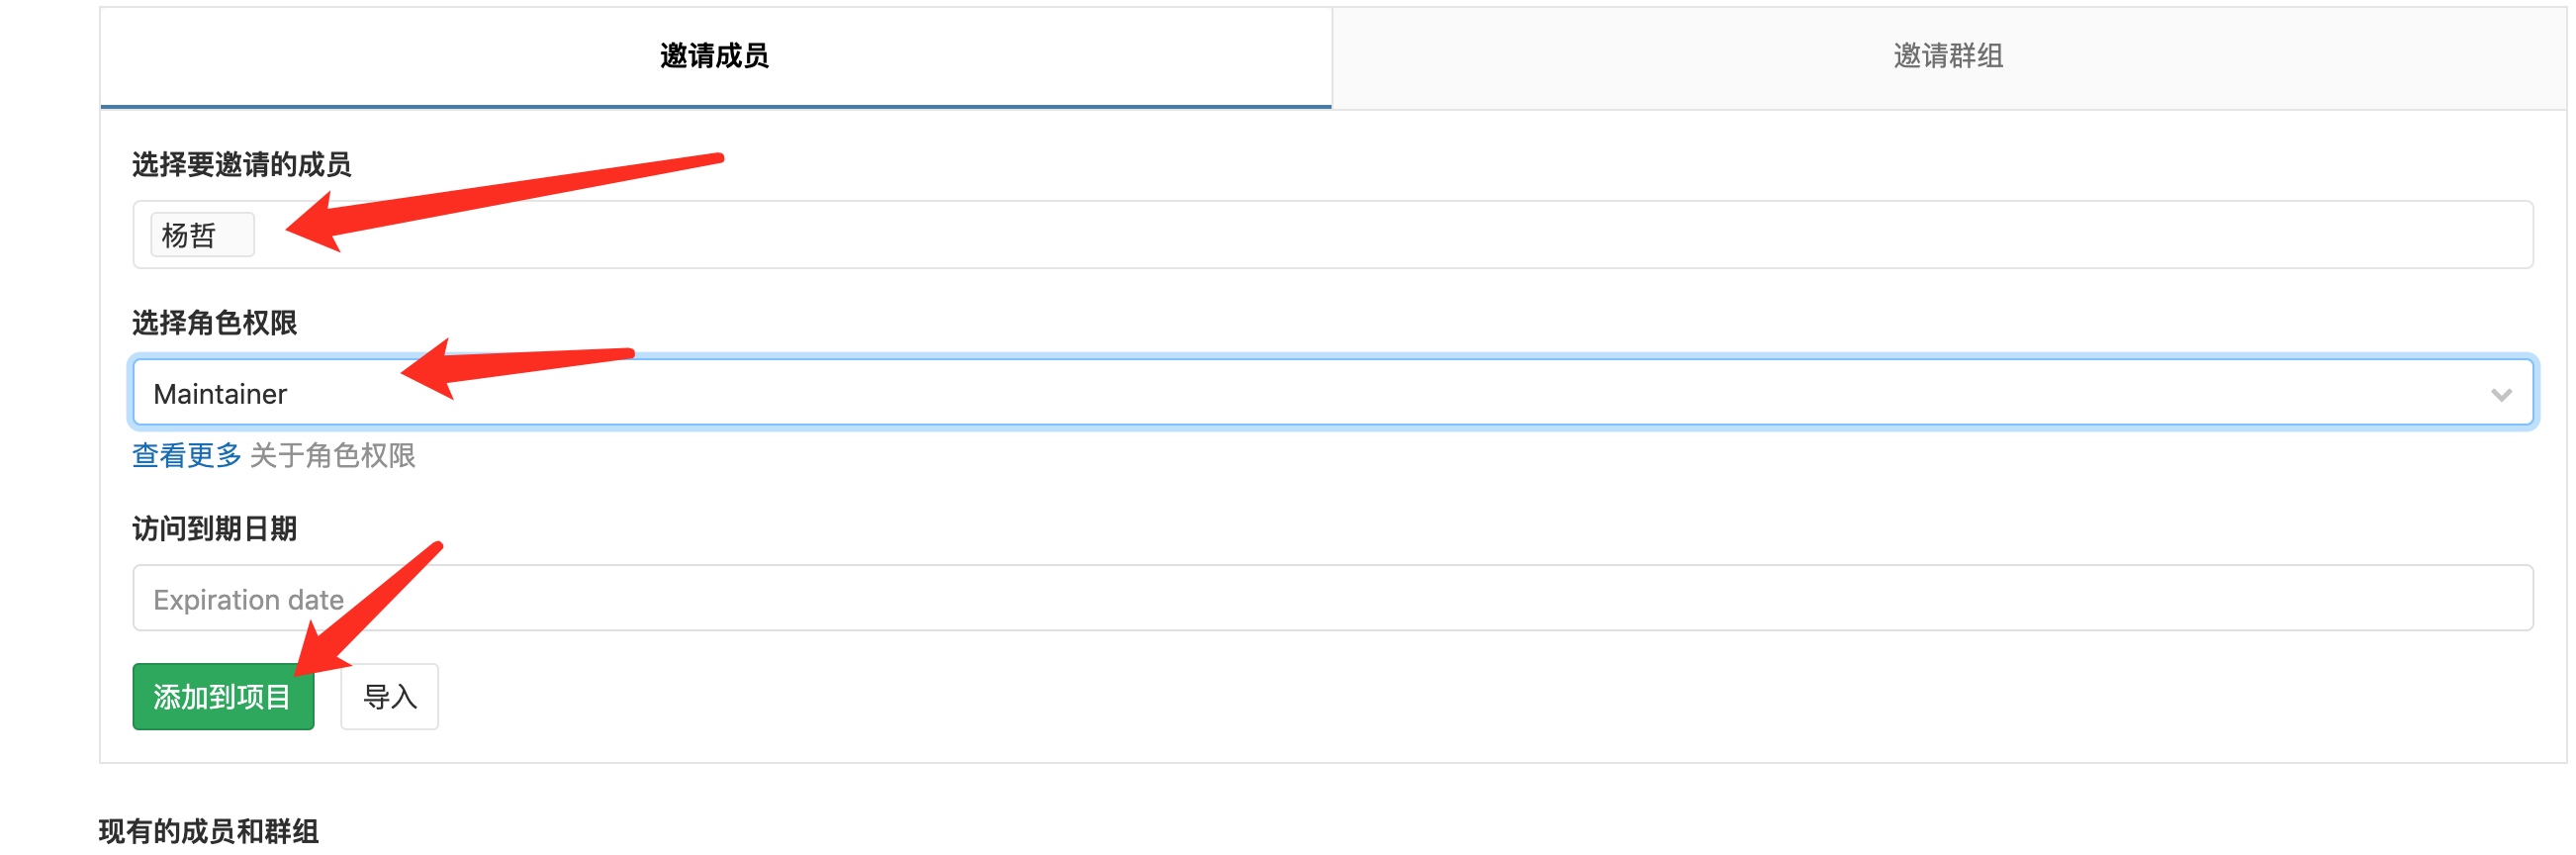 邀请成员
邀请群组
选择要邀请的成员
杨哲
选择角色权限
Maintainer
查看更多 关于角色权限
访问到期日期
Expiration date
添加到项目
导入
现有的成员和群组